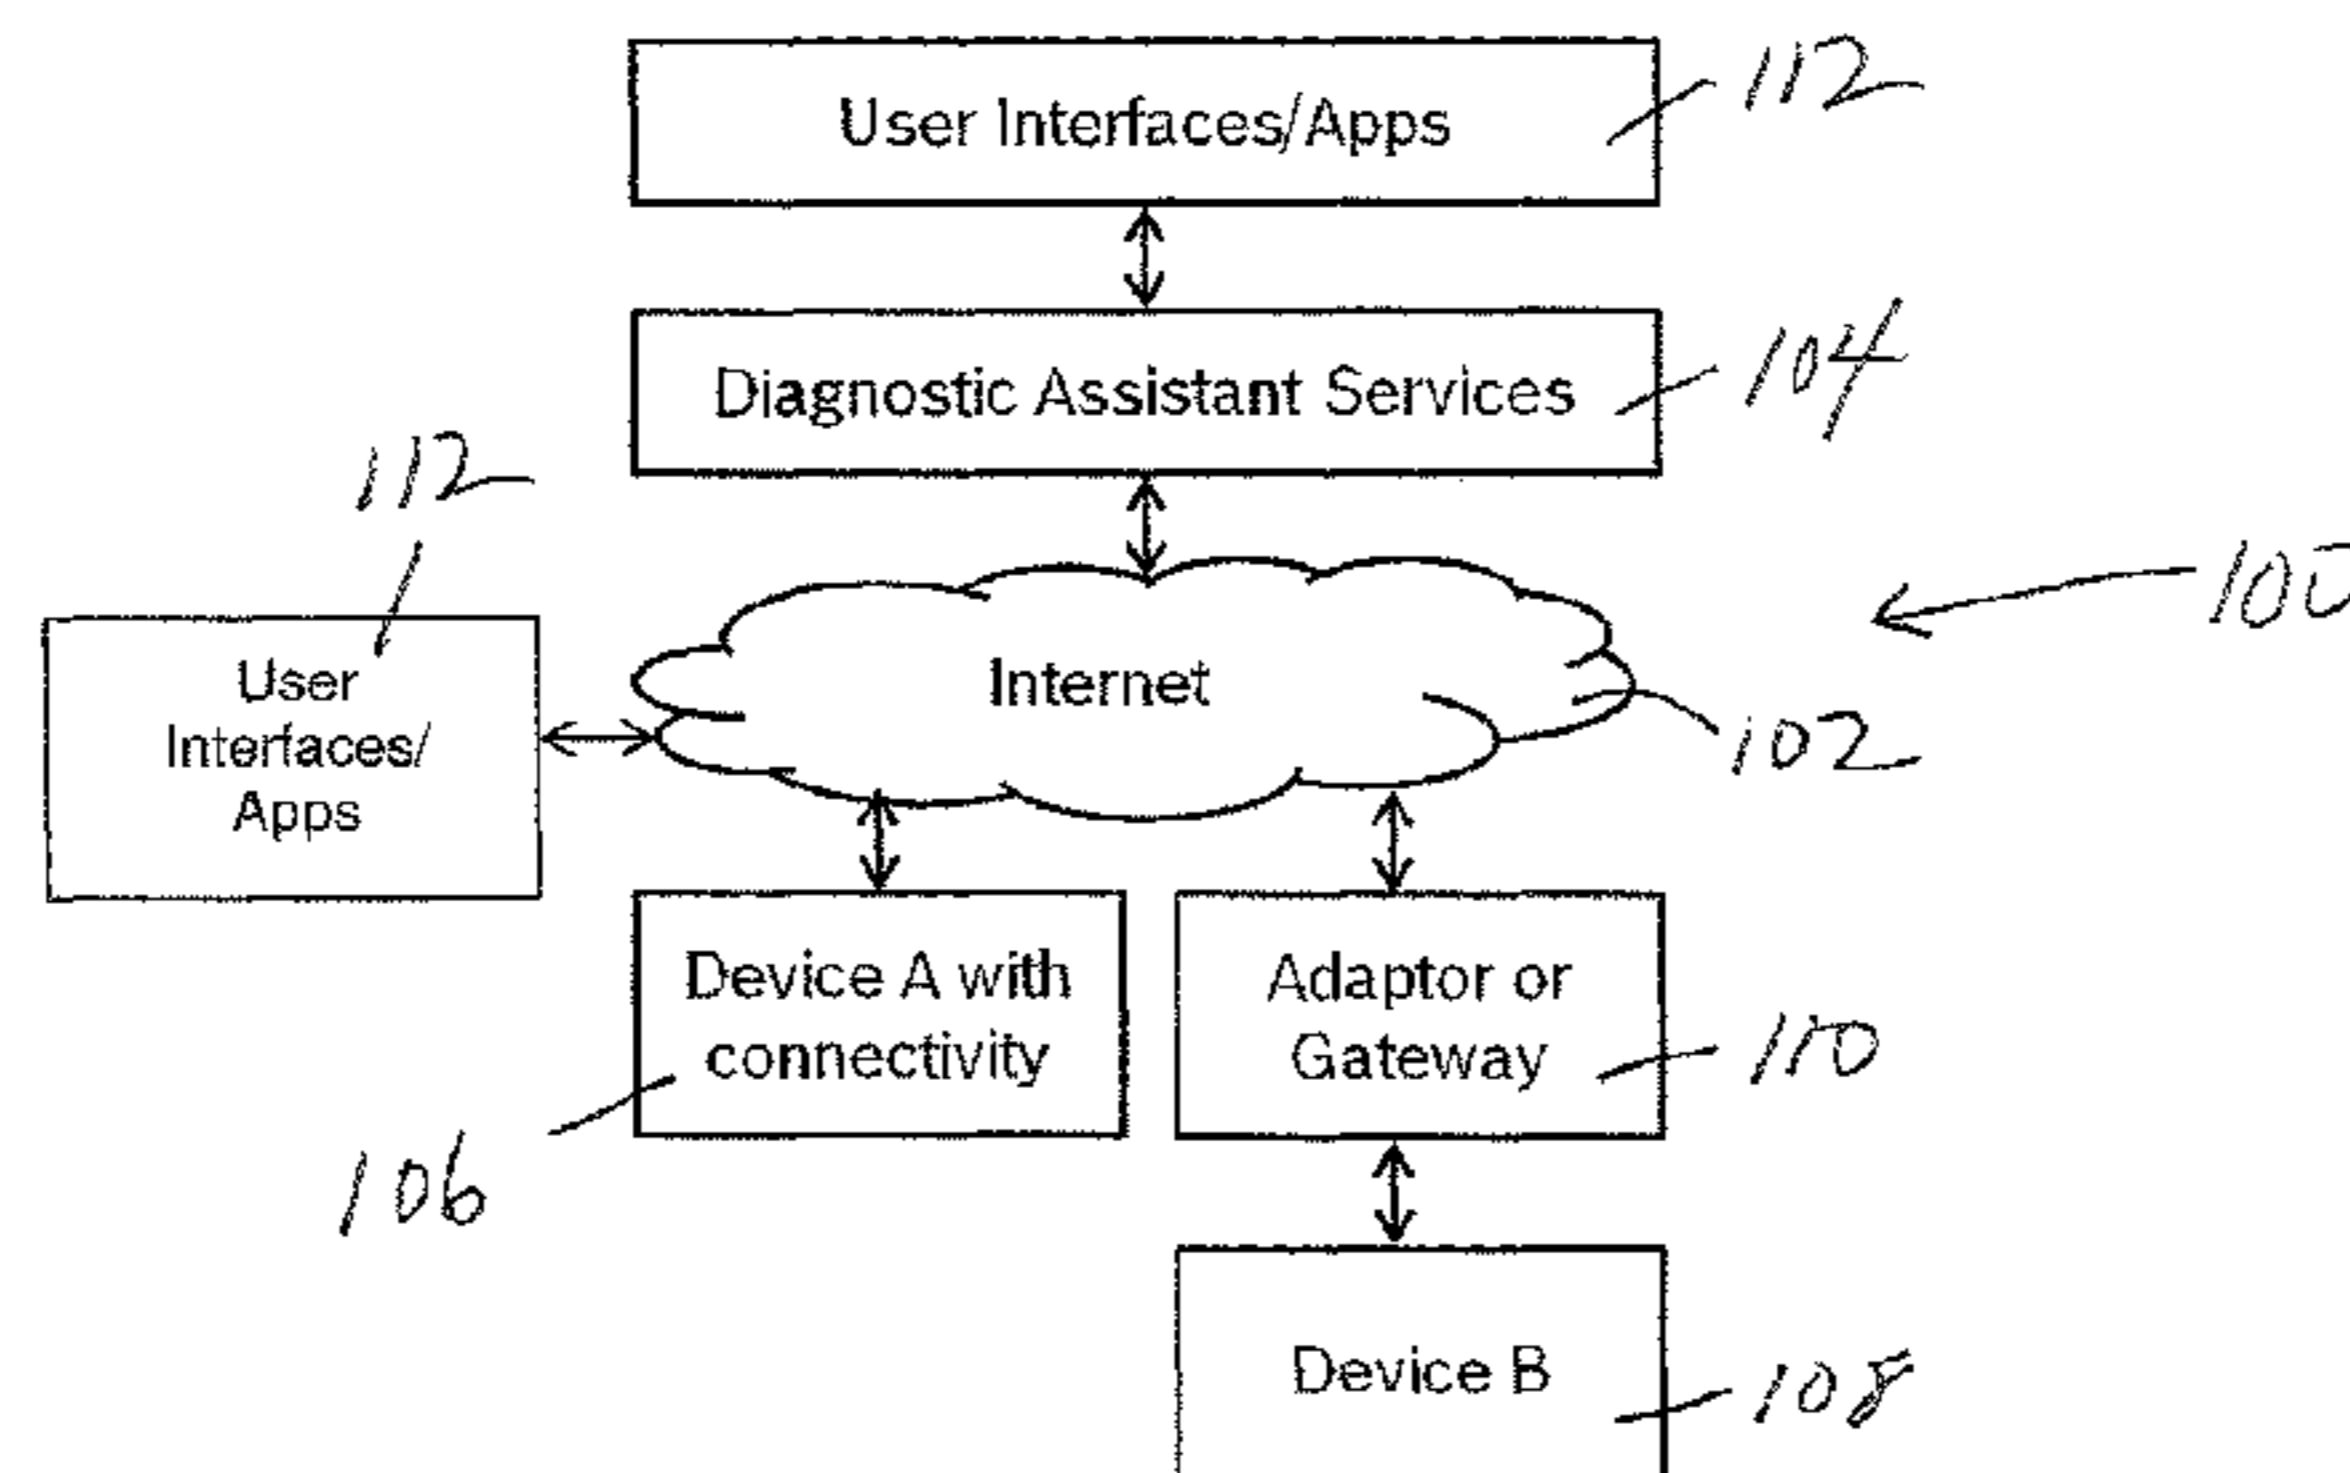 User Interfaces/Apps
112
Diagnostic Assistant Services
104
112
100
User
Interfaces/
Apps
Internet
102
Device A with
connectivity
106
Adaptor or
Gateway
110
Device B
108